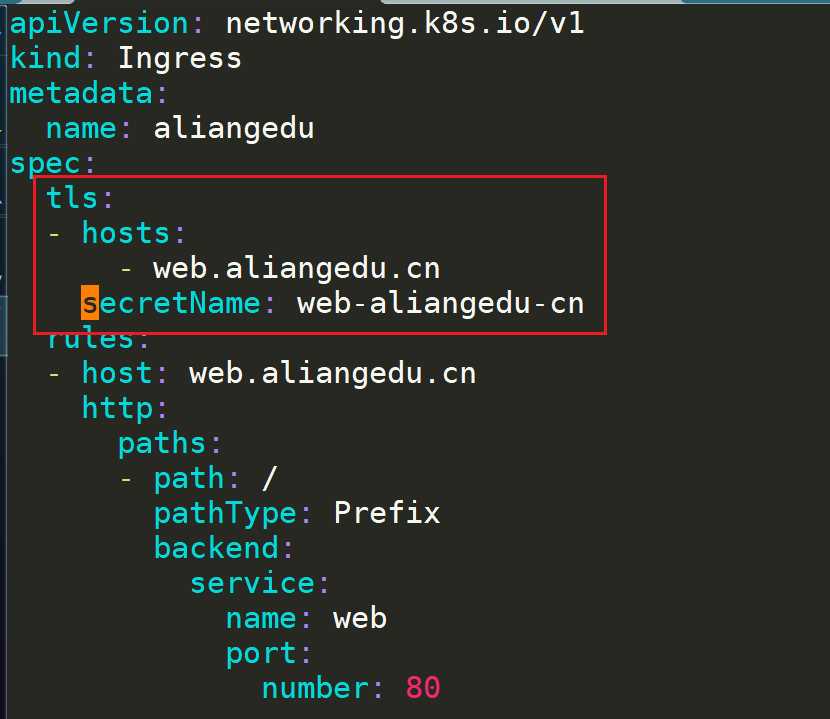 apiVersion: networking.k8s.io/v1
kind: Ingress
metadata:
  name: aliangedu
spec:
  tls:
  - hosts:
      - web.aliangedu.cn
    secretName: web-aliangedu-cn
  rules:
  - host: web.aliangedu.cn
    http:
      paths:
      - path: /
        pathType: Prefix
        backend:
          service:
            name: web
            port:
              number: 80